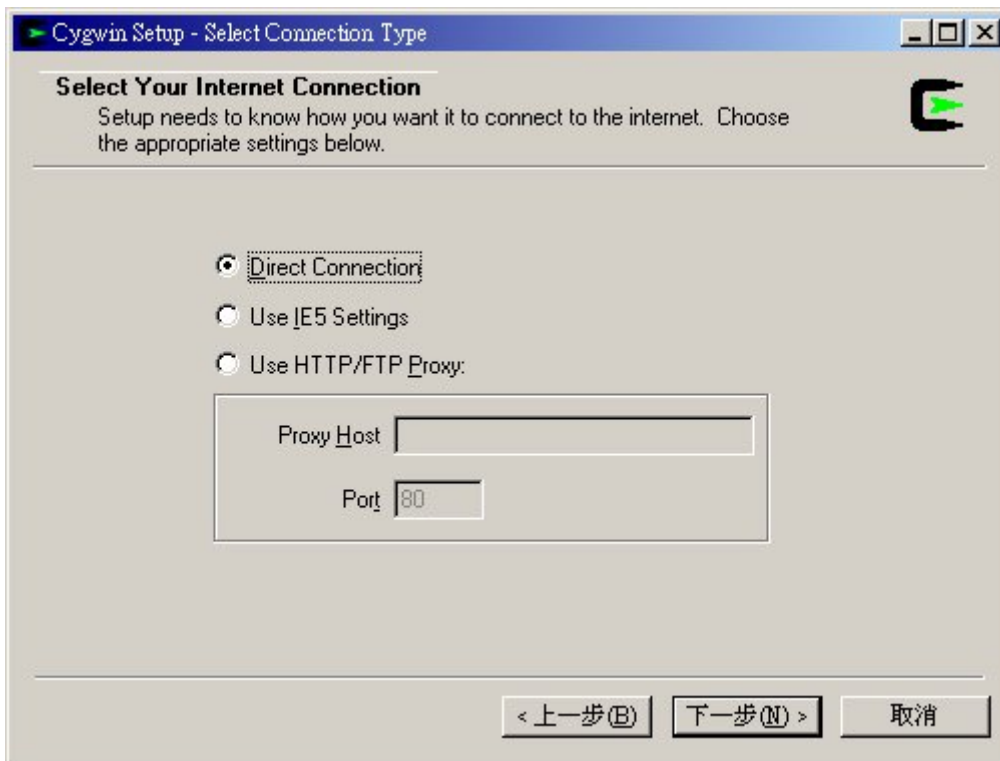 Cygwin Setup - Select Connection Type
Select Your Internet Connection
Setup needs to know how you want it to connect to the internet.  Choose
the appropriate settings below.
Direct Connection
Use IE5 Settings
Use HTTP/FTP Proxy:
Proxy Host
Port 80
<上一步(B) 下一步(N)> 取消